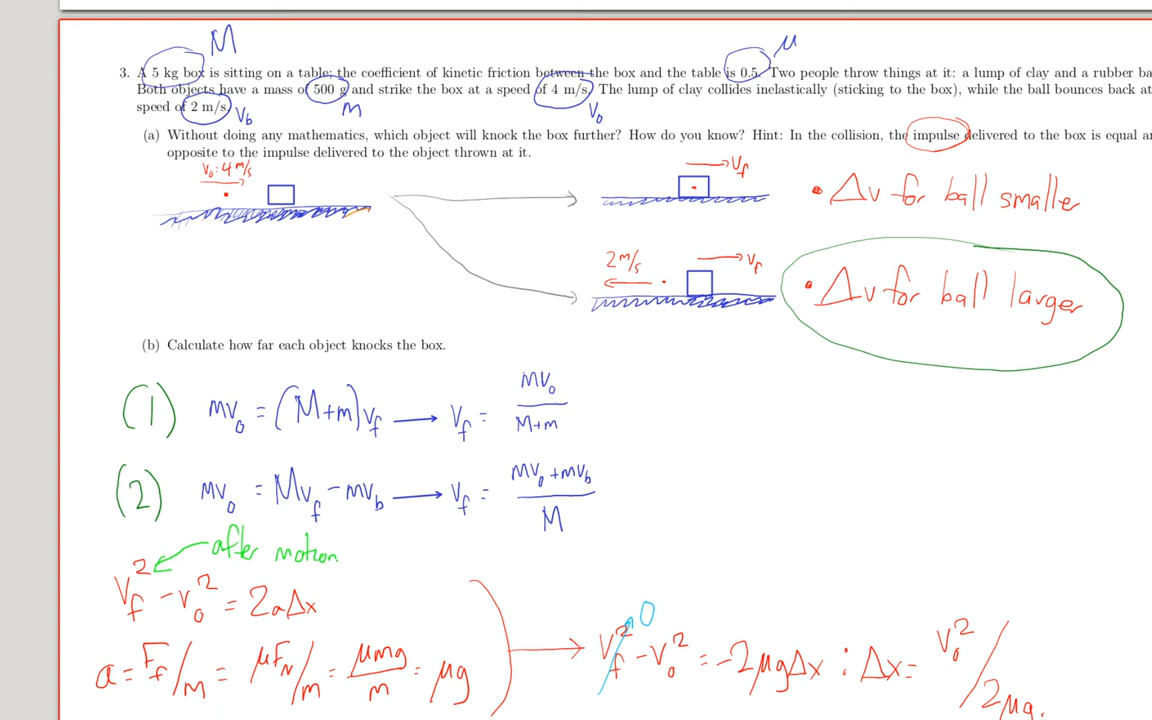 M
μ
3. A 5 kg box is sitting on a table; the coefficient of kinetic friction between the box and the table is 0.5. Two people throw things at it: a lump of clay and a rubber ba
Both objects have a mass of 500 g and strike the box at a speed of 4 m/s. The lump of clay collides inelastically (sticking to the box), while the ball bounces back at
speed of 2 m/s.
V_b
m
V_0
(a) Without doing any mathematics, which object will knock the box further? How do you know? Hint: In the collision, the impulse delivered to the box is equal an
opposite to the impulse delivered to the object thrown at it.
V_0: 4 m/s
V_f
• Δv for ball smaller
2 m/s
V_f
• Δv for ball larger
(b) Calculate how far each object knocks the box.
(1) mv_0 = (M+m)v_f → v_f = mv_0 / M+m
(2) mv_0 = Mv_f - mv_b → v_f = mv_0 + mv_b / M
after motion
v_f^2 - v_0^2 = 2aΔx
a = F_f/m = μF_N/m = μmg/m = μg
v_f^2 0 - v_0^2 = -2μgΔx : Δx = v_0^2 / 2μg.